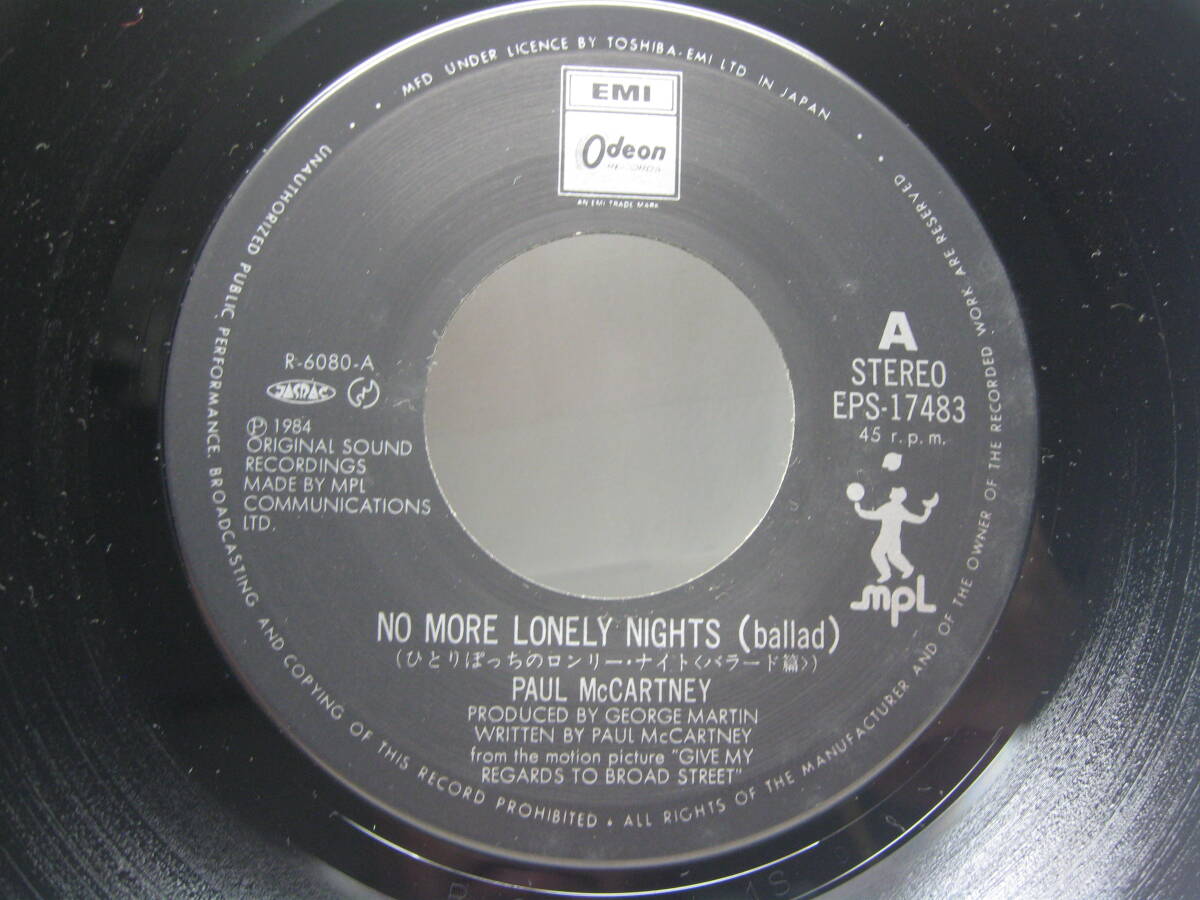 MFD UNDER LICENCE BY TOSHIBA-EMI LTD IN JAPAN
UNAUTHORIZED PUBLIC PERFORMANCE, BROADCASTING AND COPYING OF THIS RECORD PROHIBITED • ALL RIGHTS OF THE MANUFACTURER AND OF THE OWNER OF THE RECORDED WORK ARE RESERVED
EMI
Odeon
RECORDS
AN EMI TRADE MARK
R-6080-A
JASRAC
Ⓟ 1984
ORIGINAL SOUND
RECORDINGS
MADE BY MPL
COMMUNICATIONS
LTD.
A
STEREO
EPS-17483
45 r.p.m.
mpL
NO MORE LONELY NIGHTS (ballad)
(ひとりぽっちのロンリー・ナイト〈バラード篇〉)
PAUL McCARTNEY
PRODUCED BY GEORGE MARTIN
WRITTEN BY PAUL McCARTNEY
from the motion picture "GIVE MY
REGARDS TO BROAD STREET"